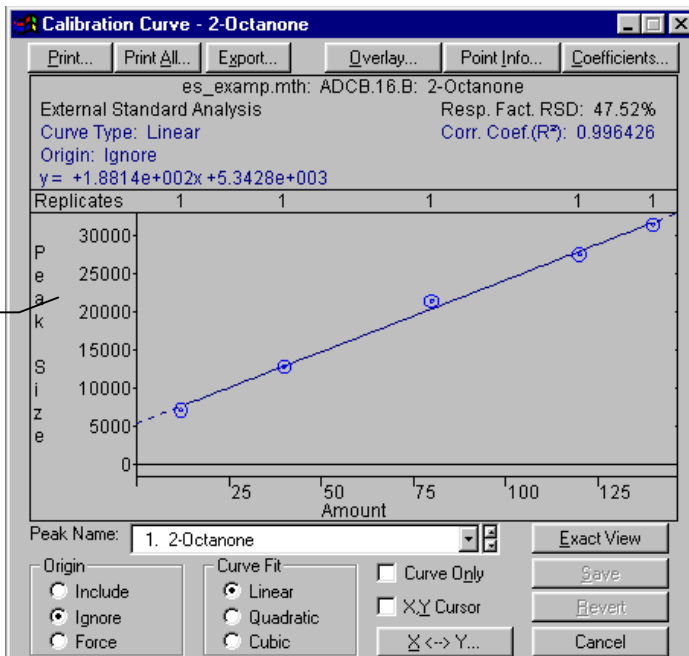 Calibration Curve - 2-Octanone
Print... Print All... Export... Overlay... Point Info... Coefficients...
es_examp.mth: ADCB.16.B: 2-Octanone
External Standard Analysis Resp. Fact. RSD: 47.52%
Curve Type: Linear Corr. Coef.(R²): 0.996426
Origin: Ignore
y = +1.8814e+002x +5.3428e+003
Replicates 1 1 1 1 1
Peak Size
30000
25000
20000
15000
10000
5000
0
25 50 75 100 125
Amount
Peak Name: 1. 2-Octanone Exact View
Origin Curve Fit
Include Linear Curve Only Save
Ignore Quadratic X,Y Cursor Revert
Force Cubic X <--> Y... Cancel